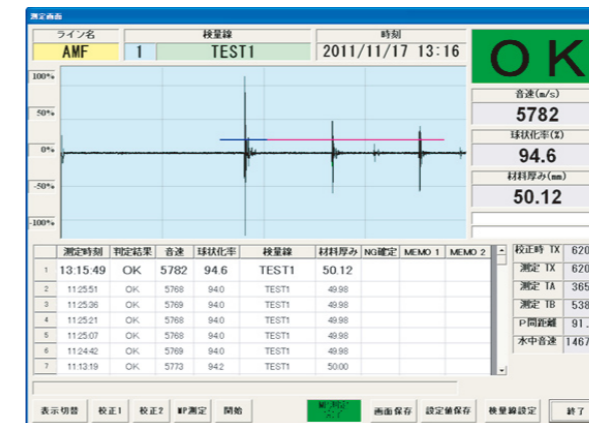 測定画面
ライン名 検量線 時刻
AMF 1 TEST1 2011/11/17 13:16
OK
100%
50%
0%
-50%
-100%
音速(m/s)
5782
球状化率(%)
94.6
材料厚み(mm)
50.12
測定時刻 判定結果 音速 球状化率 検量線 材料厚み NG確定 MEMO 1 MEMO 2
1 13:15:49 OK 5782 94.6 TEST1 50.12
2 11:25:51 OK 5768 94.0 TEST1 49.98
3 11:25:36 OK 5769 94.0 TEST1 49.98
4 11:25:21 OK 5768 94.0 TEST1 49.98
5 11:25:07 OK 5768 94.0 TEST1 49.98
6 11:24:42 OK 5769 94.0 TEST1 49.98
7 11:13:19 OK 5773 94.2 TEST1 50.00
校正時 TX 620
測定 TX 620
測定 TA 365
測定 TB 538
P間距離 91.
水中音速 1467
表示切替 校正1 校正2 WP測定 開始 画面保存 設定値保存 検量線設定 終了